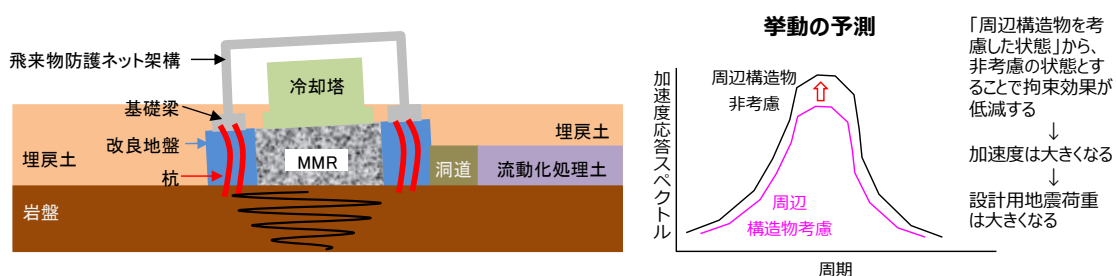 飛来物防護ネット架構
冷却塔
基礎梁
改良地盤
埋戻土
埋戻土
MMR
洞道
流動化処理土
杭
岩盤
挙動の予測
加速度応答スペクトル
周辺構造物
非考慮
周辺
構造物考慮
周期
「周辺構造物を考
慮した状態」から、
非考慮の状態とす
ることで拘束効果が
低減する
↓
加速度は大きくなる
↓
設計用地震荷重
は大きくなる